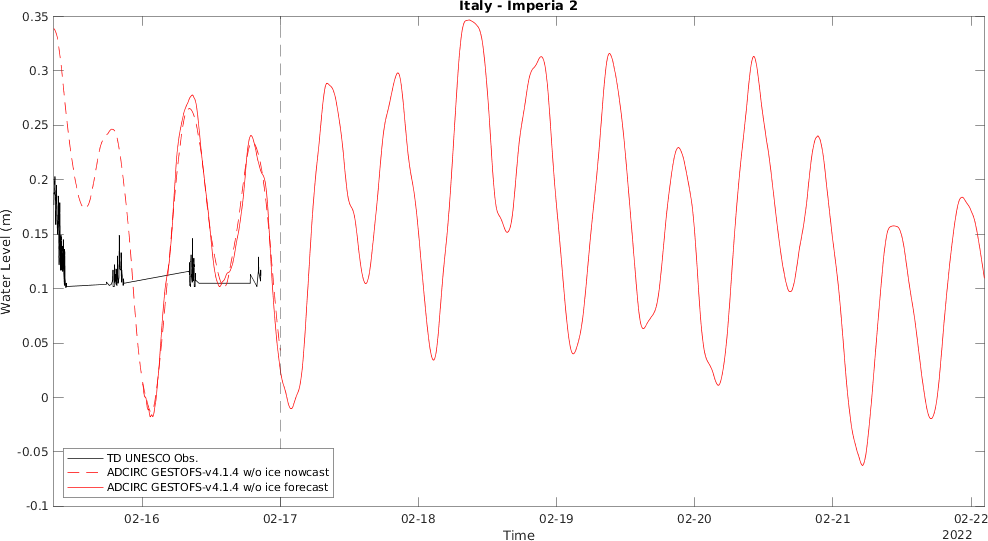 Italy - Imperia 2
0.35
0.3
0.25
0.2
0.15
0.1
0.05
0
-0.05
-0.1
Water Level (m)
TD UNESCO Obs.
ADCIRC GESTOFS-v4.1.4 w/o ice nowcast
ADCIRC GESTOFS-v4.1.4 w/o ice forecast
02-16 02-17 02-18 02-19 02-20 02-21 02-22
Time
2022